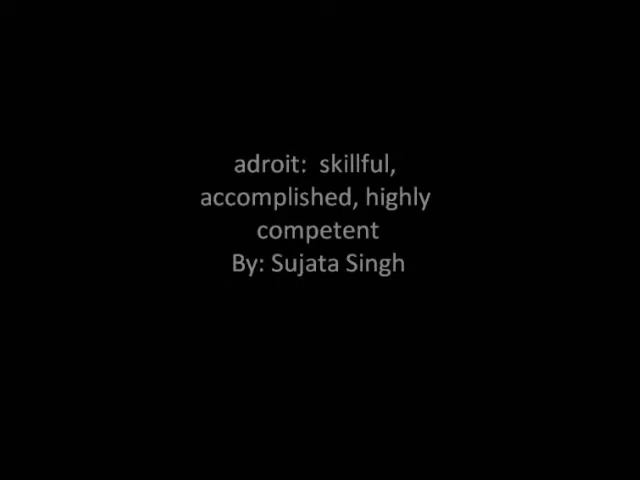 adroit:  skillful,
accomplished, highly
competent
By: Sujata Singh